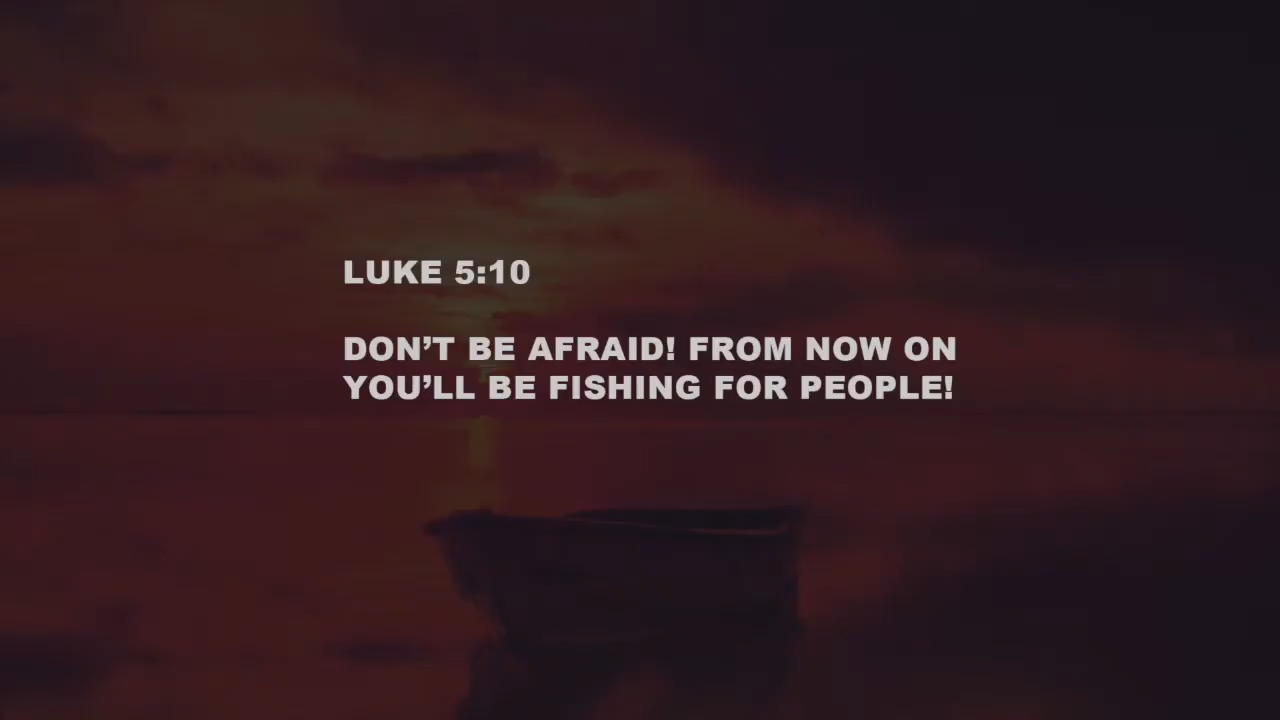 LUKE 5:10
DON’T BE AFRAID! FROM NOW ON
YOU’LL BE FISHING FOR PEOPLE!